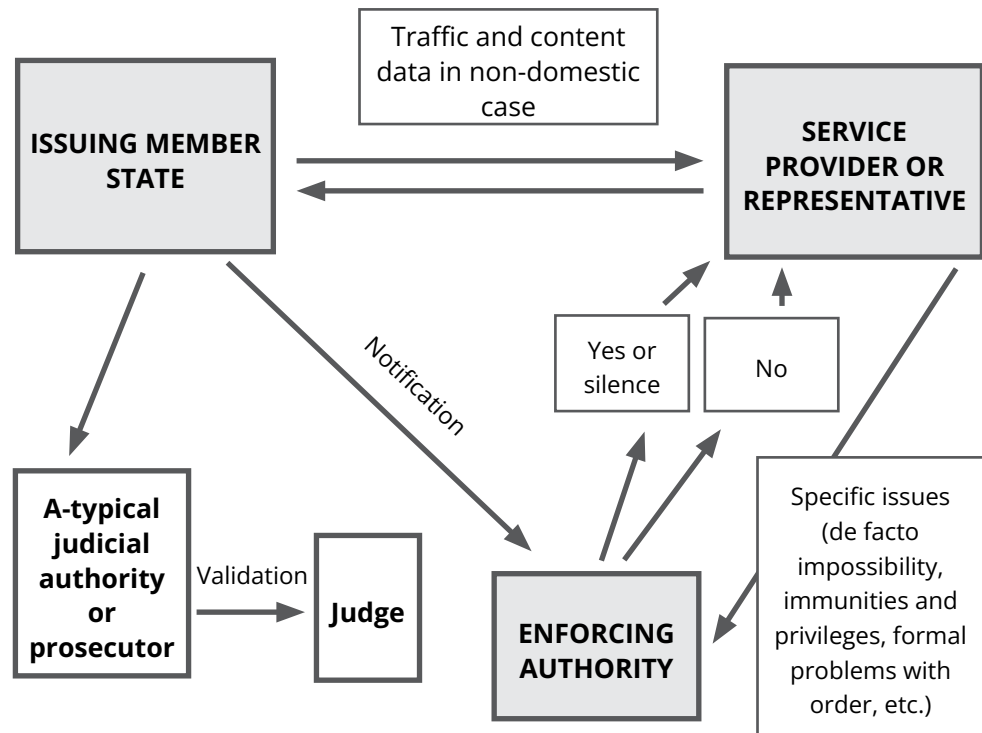 Traffic and content
data in non-domestic
case
ISSUING MEMBER
STATE
SERVICE
PROVIDER OR
REPRESENTATIVE
Notification
Yes or
silence
No
A-typical
judicial
authority
or
prosecutor
Validation
Judge
ENFORCING
AUTHORITY
Specific issues
(de facto
impossibility,
immunities and
privileges, formal
problems with
order, etc.)